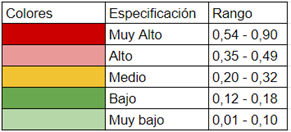 Colores Especificación Rango
Muy Alto 0,54 - 0,90
Alto 0,35 - 0,49
Medio 0,20 - 0,32
Bajo 0,12 - 0,18
Muy bajo 0,01 - 0,10